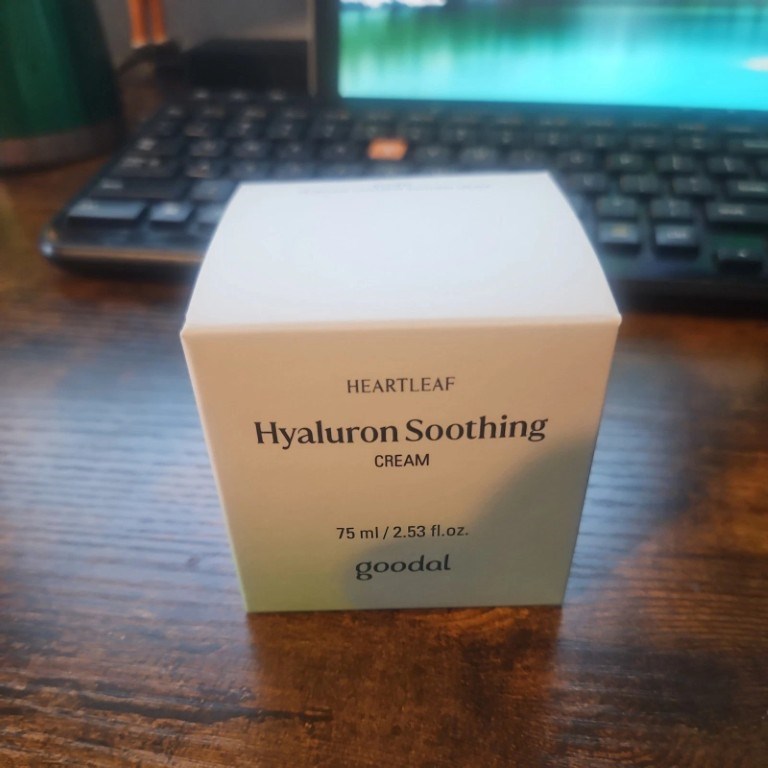 HEARTLEAF
Hyaluron Soothing
CREAM
75 ml / 2.53 fl.oz.
goodal